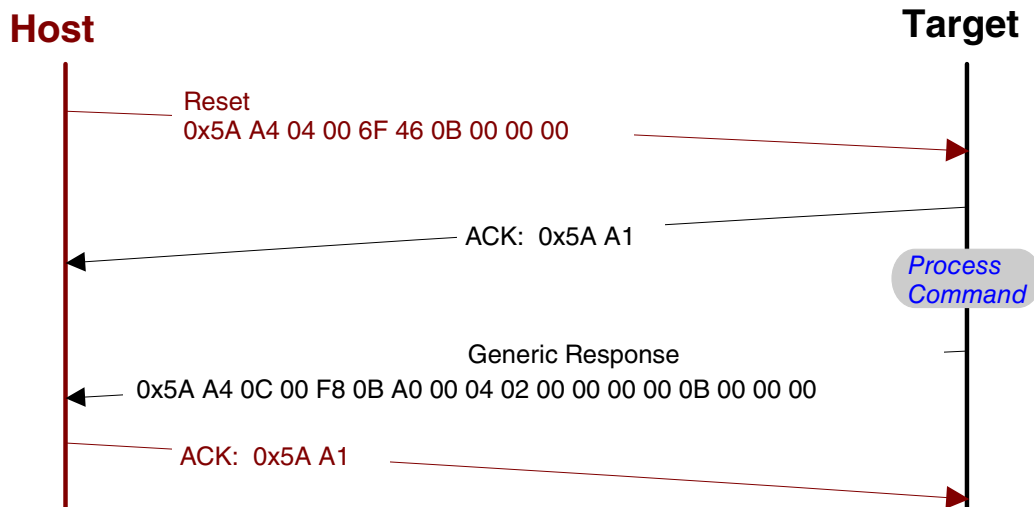 Host
Target
Reset
0x5A A4 04 00 6F 46 0B 00 00 00
ACK: 0x5A A1
Process
Command
Generic Response
0x5A A4 0C 00 F8 0B A0 00 04 02 00 00 00 00 0B 00 00 00
ACK: 0x5A A1